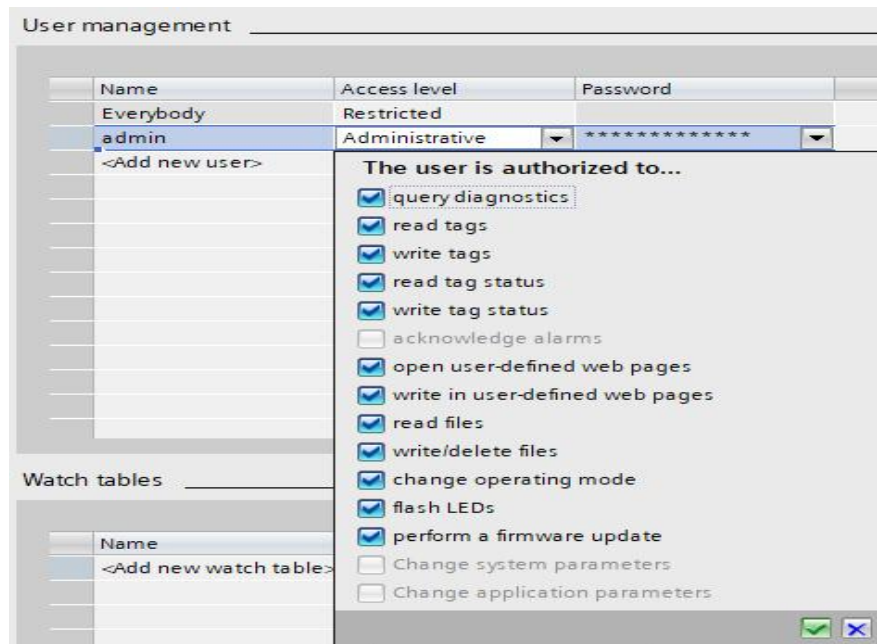 User management
Name Access level Password
Everybody Restricted
admin Administrative *************
<Add new user>
The user is authorized to...
query diagnostics
read tags
write tags
read tag status
write tag status
acknowledge alarms
open user-defined web pages
write in user-defined web pages
read files
write/delete files
change operating mode
flash LEDs
perform a firmware update
Change system parameters
Change application parameters
Watch tables
Name
<Add new watch table>